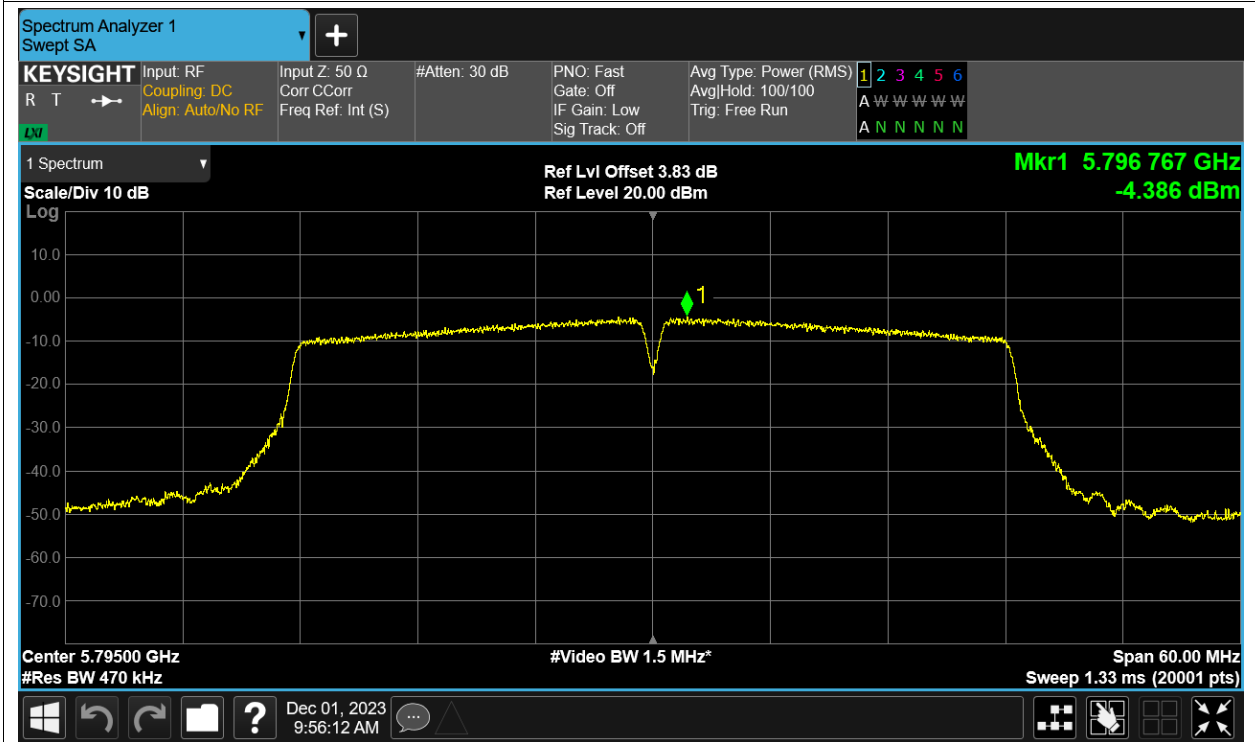 Spectrum Analyzer 1
Swept SA
KEYSIGHT
R T
LXI
Input: RF
Coupling: DC
Align: Auto/No RF
Input Z: 50 Ω
Corr CCorr
Freq Ref: Int (S)
#Atten: 30 dB
PNO: Fast
Gate: Off
IF Gain: Low
Sig Track: Off
Avg Type: Power (RMS)
Avg|Hold: 100/100
Trig: Free Run
1 2 3 4 5 6
A W W W W W
A N N N N N
1 Spectrum
Scale/Div 10 dB
Log
Ref Lvl Offset 3.83 dB
Ref Level 20.00 dBm
Mkr1 5.796 767 GHz
-4.386 dBm
10.0
0.00
-10.0
-20.0
-30.0
-40.0
-50.0
-60.0
-70.0
1
Center 5.79500 GHz
#Res BW 470 kHz
#Video BW 1.5 MHz*
Span 60.00 MHz
Sweep 1.33 ms (20001 pts)
?
Dec 01, 2023
9:56:12 AM